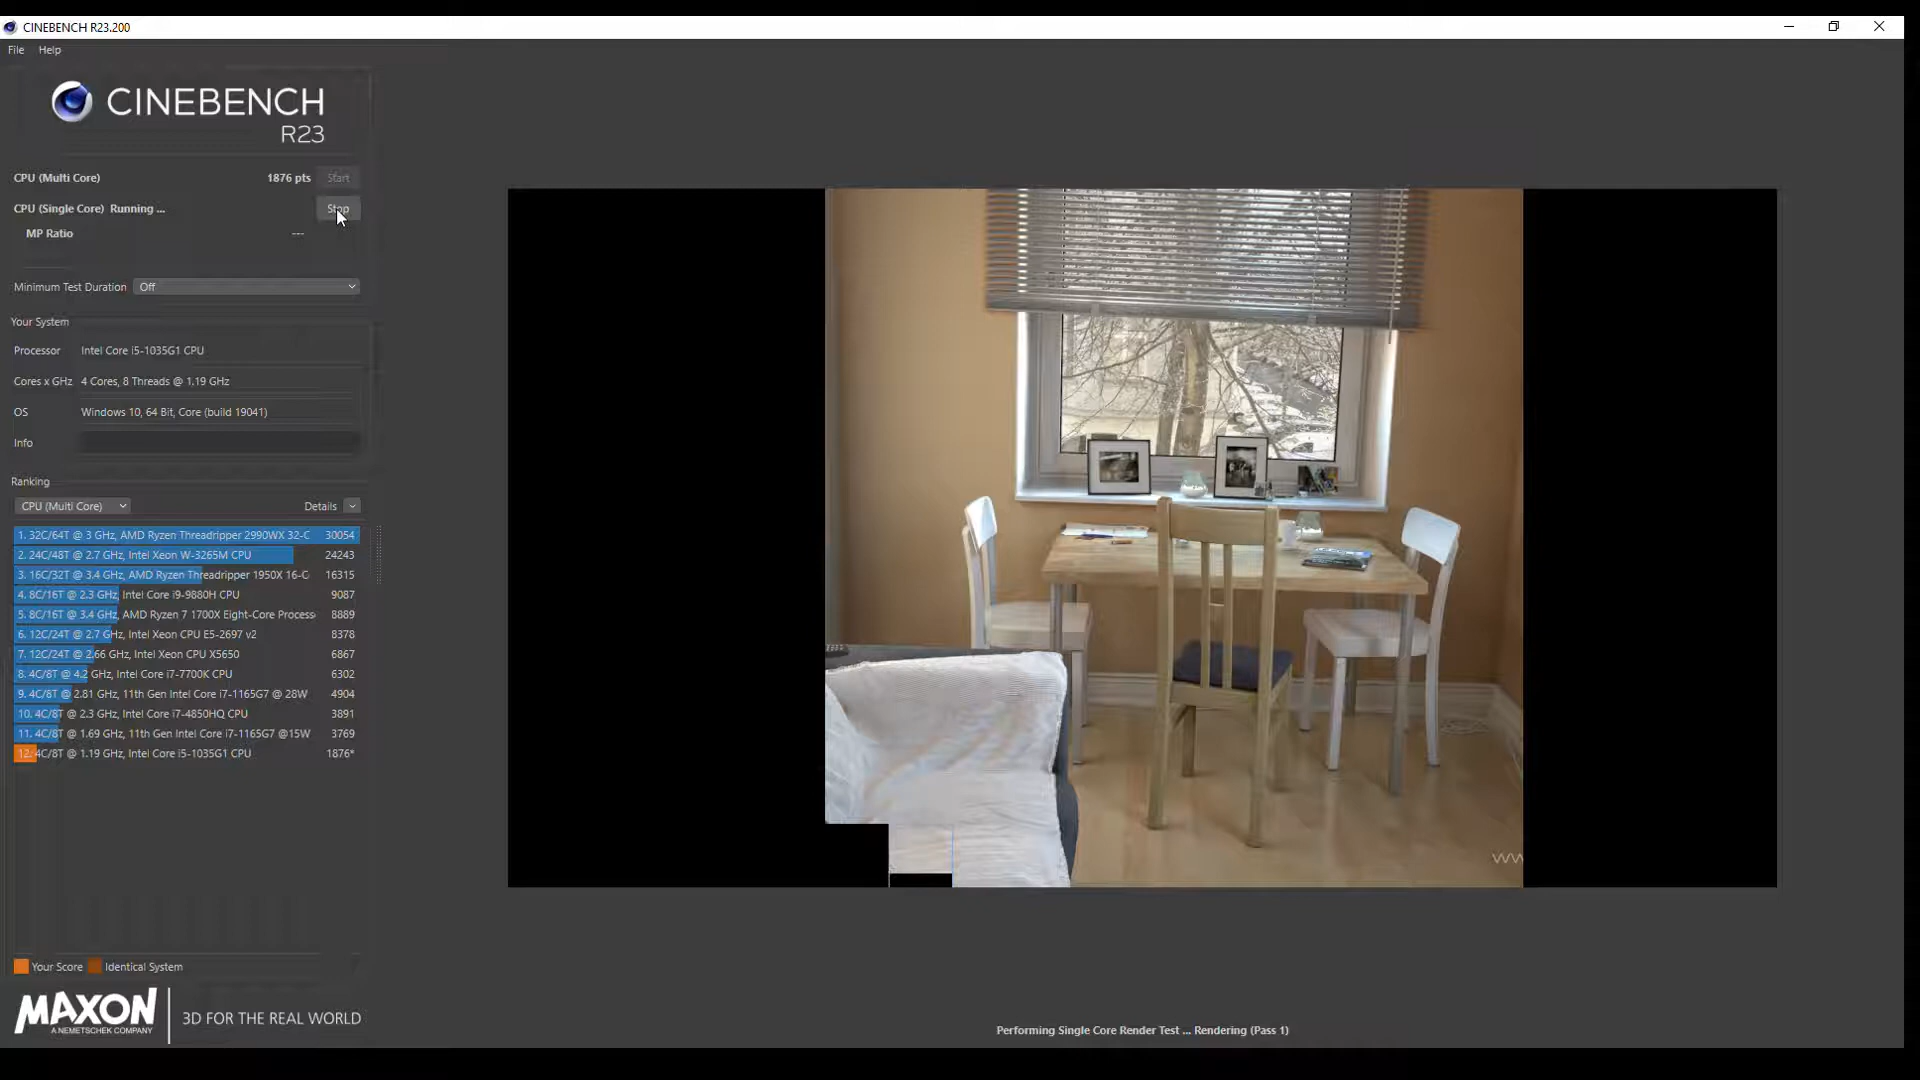 CINEBENCH R23.200
File Help
CINEBENCH
R23
CPU (Multi Core) 1876 pts Start
CPU (Single Core) Running ... Stop
MP Ratio ---
Minimum Test Duration Off
Your System
Processor Intel Core i5-1035G1 CPU
Cores x GHz 4 Cores, 8 Threads @ 1.19 GHz
OS Windows 10, 64 Bit, Core (build 19041)
Info
Ranking
CPU (Multi Core) Details
1. 32C/64T @ 3 GHz, AMD Ryzen Threadripper 2990WX 32-C 30054
2. 24C/48T @ 2.7 GHz, Intel Xeon W-3265M CPU 24243
3. 16C/32T @ 3.4 GHz, AMD Ryzen Threadripper 1950X 16-C 16315
4. 8C/16T @ 2.3 GHz, Intel Core i9-9880H CPU 9087
5. 8C/16T @ 3.4 GHz, AMD Ryzen 7 1700X Eight-Core Process 8889
6. 12C/24T @ 2.7 GHz, Intel Xeon CPU E5-2697 v2 8378
7. 12C/24T @ 2.66 GHz, Intel Xeon CPU X5650 6867
8. 4C/8T @ 4.2 GHz, Intel Core i7-7700K CPU 6302
9. 4C/8T @ 2.81 GHz, 11th Gen Intel Core i7-1165G7 @ 28W 4904
10. 4C/8T @ 2.3 GHz, Intel Core i7-4850HQ CPU 3891
11. 4C/8T @ 1.69 GHz, 11th Gen Intel Core i7-1165G7 @15W 3769
12. 4C/8T @ 1.19 GHz, Intel Core i5-1035G1 CPU 1876*
Your Score Identical System
MAXON
A NEMETSCHEK COMPANY
3D FOR THE REAL WORLD
Performing Single Core Render Test ... Rendering (Pass 1)